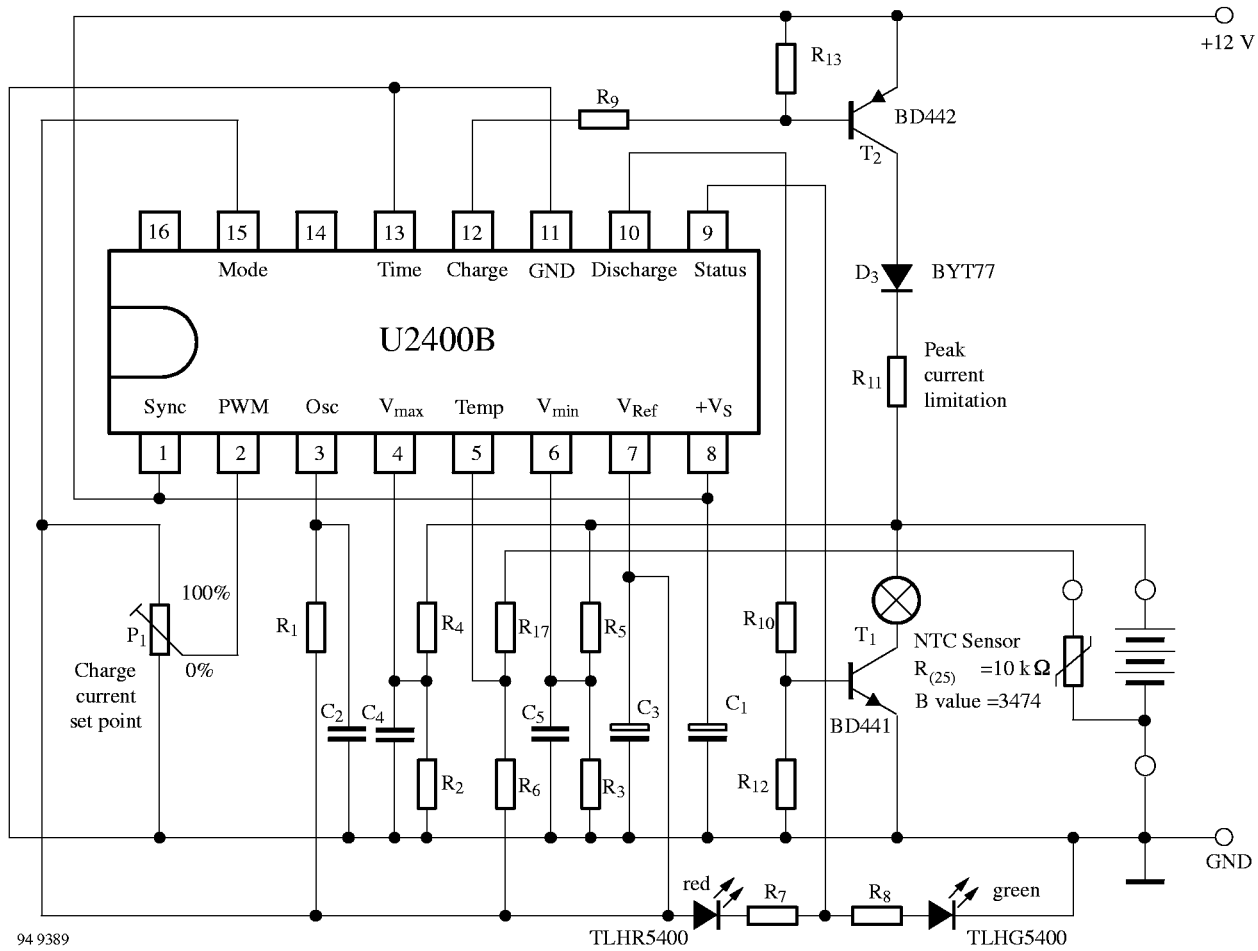 +12 V
R13
R9
BD442
T2
16 15 14 13 12 11 10 9
Mode Time Charge GND Discharge Status
D3 BYT77
U2400B
Peak
current
limitation
R11
Sync PWM Osc Vmax Temp Vmin VRef +VS
1 2 3 4 5 6 7 8
100%
P1
0%
Charge
current
set point
R1
R4
R17
R5
R10
T1
NTC Sensor
R(25) =10 k Ω
B value =3474
BD441
C2
C4
C5
C3
C1
R2
R6
R3
R12
GND
red
R7
R8
green
TLHR5400
TLHG5400
94 9389